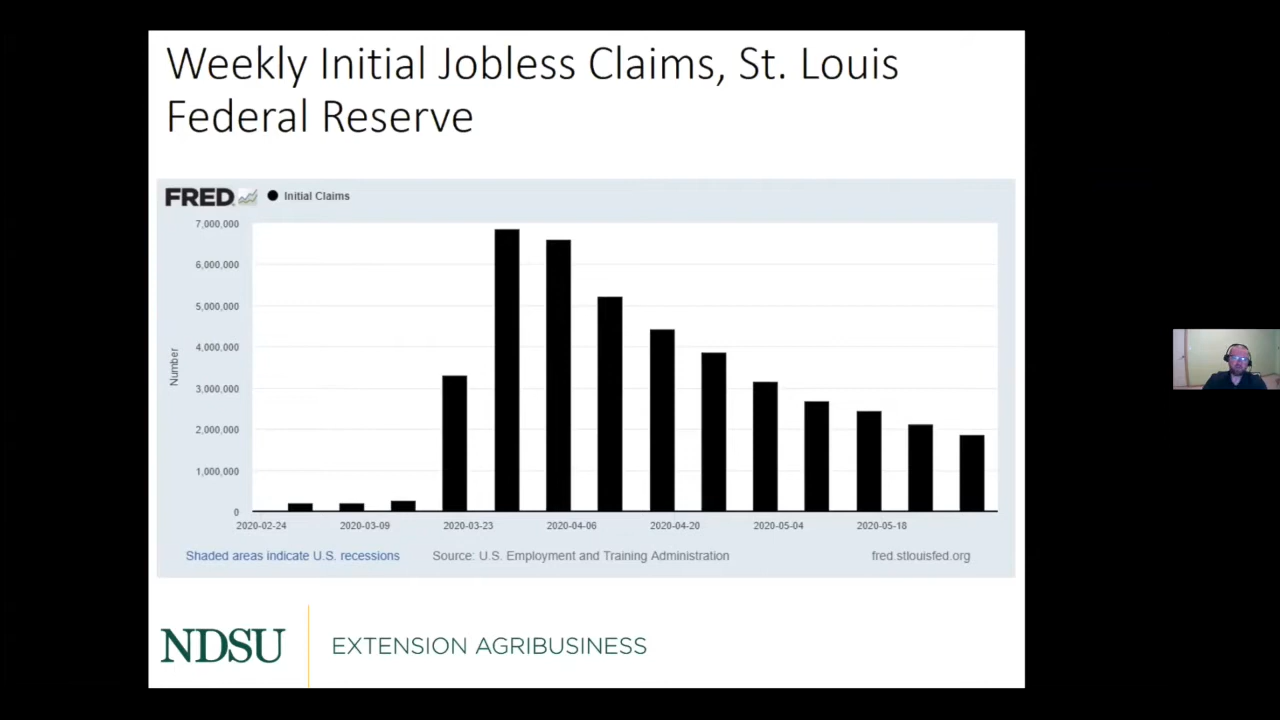 Weekly Initial Jobless Claims, St. Louis
Federal Reserve
FRED
Initial Claims
7,000,000
6,000,000
5,000,000
4,000,000
3,000,000
2,000,000
1,000,000
0
Number
2020-02-24 2020-03-09 2020-03-23 2020-04-06 2020-04-20 2020-05-04 2020-05-18
Shaded areas indicate U.S. recessions Source: U.S. Employment and Training Administration fred.stlouisfed.org
NDSU EXTENSION AGRIBUSINESS